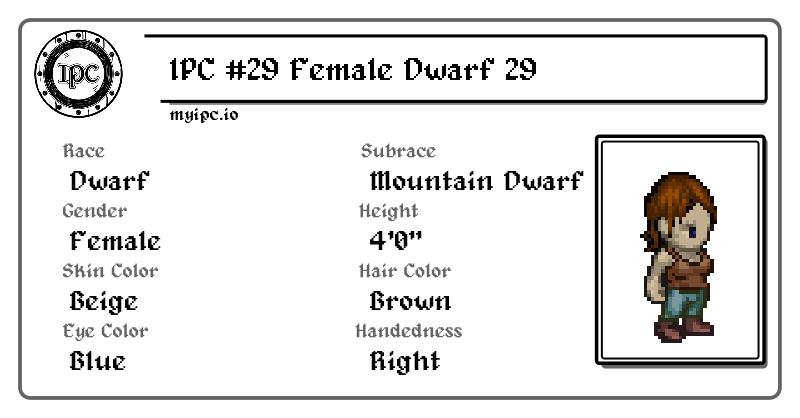 IPC
IPC #29 Female Dwarf 29
myipc.io
Race
Dwarf
Subrace
Mountain Dwarf
Gender
Female
Height
4'0"
Skin Color
Beige
Hair Color
Brown
Eye Color
Blue
Handedness
Right